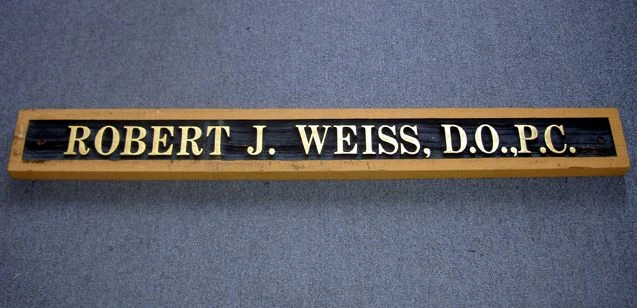 ROBERT J. WEISS, D.O.,P.C.